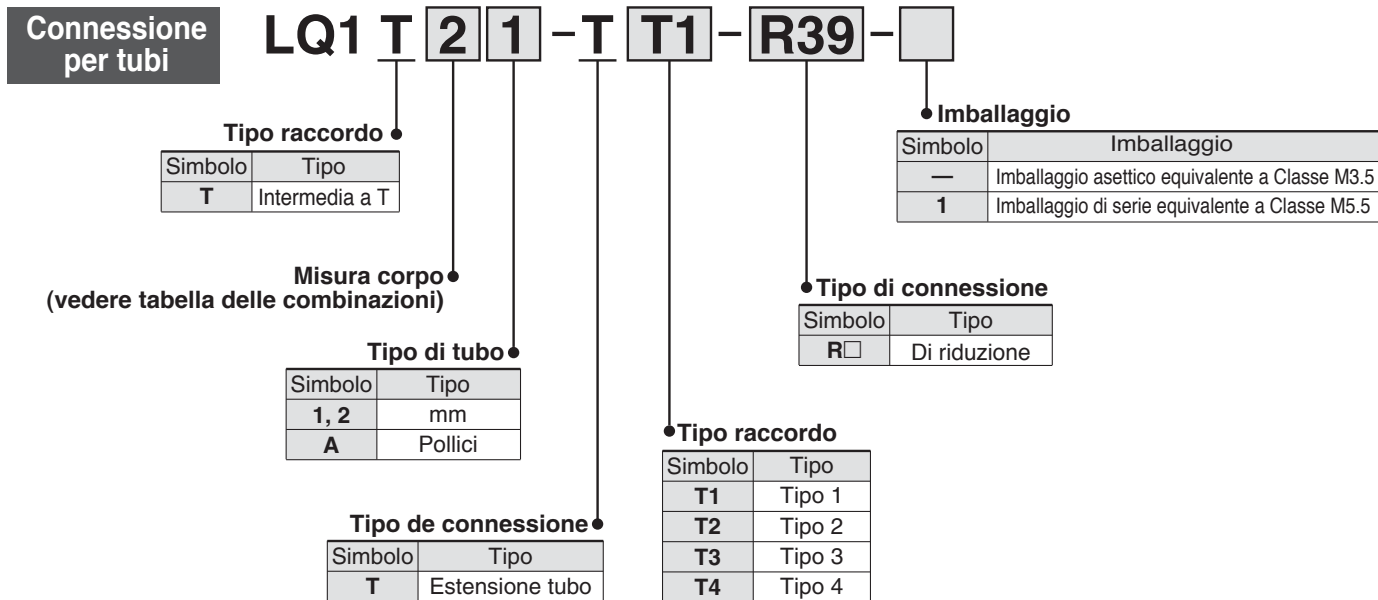 Connessione
per tubi
LQ1 T 2 1 – T T1 – R39 – □
Tipo raccordo
Simbolo Tipo
T Intermedia a T
Imballaggio
Simbolo Imballaggio
— Imballaggio asettico equivalente a Classe M3.5
1 Imballaggio di serie equivalente a Classe M5.5
Misura corpo
(vedere tabella delle combinazioni)
Tipo di connessione
Simbolo Tipo
R□ Di riduzione
Tipo di tubo
Simbolo Tipo
1, 2 mm
A Pollici
Tipo raccordo
Simbolo Tipo
T1 Tipo 1
T2 Tipo 2
T3 Tipo 3
T4 Tipo 4
Tipo de connessione
Simbolo Tipo
T Estensione tubo